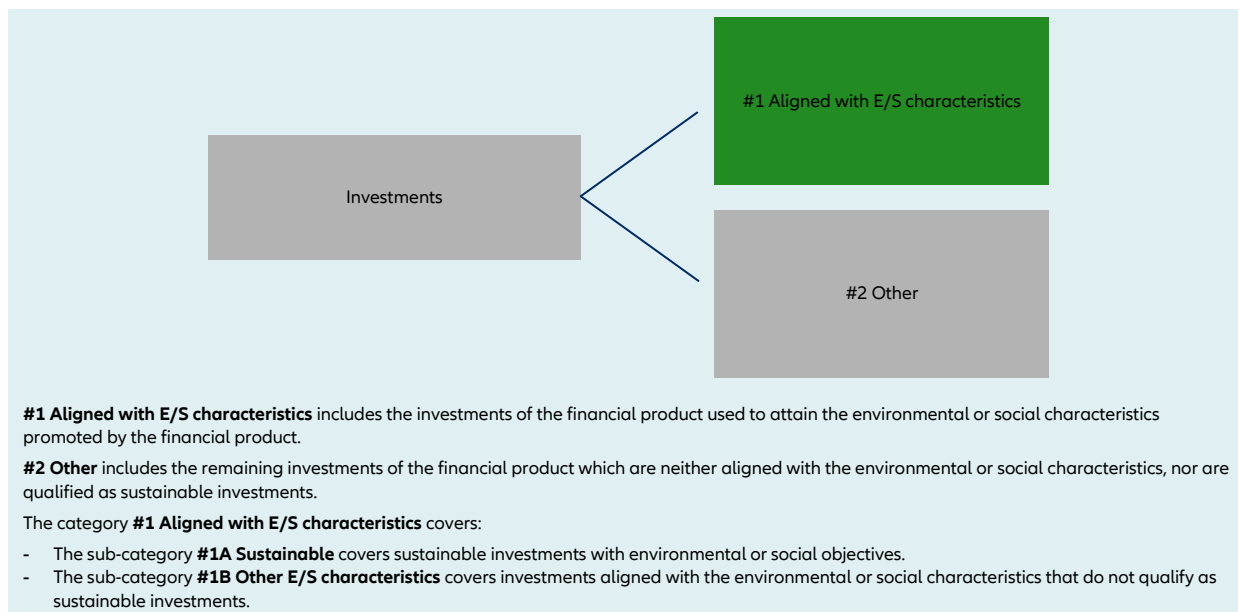 #1 Aligned with E/S characteristics
Investments
#2 Other
#1 Aligned with E/S characteristics includes the investments of the financial product used to attain the environmental or social characteristics
promoted by the financial product.
#2 Other includes the remaining investments of the financial product which are neither aligned with the environmental or social characteristics, nor are
qualified as sustainable investments.
The category #1 Aligned with E/S characteristics covers:
- The sub-category #1A Sustainable covers sustainable investments with environmental or social objectives.
- The sub-category #1B Other E/S characteristics covers investments aligned with the environmental or social characteristics that do not qualify as
sustainable investments.